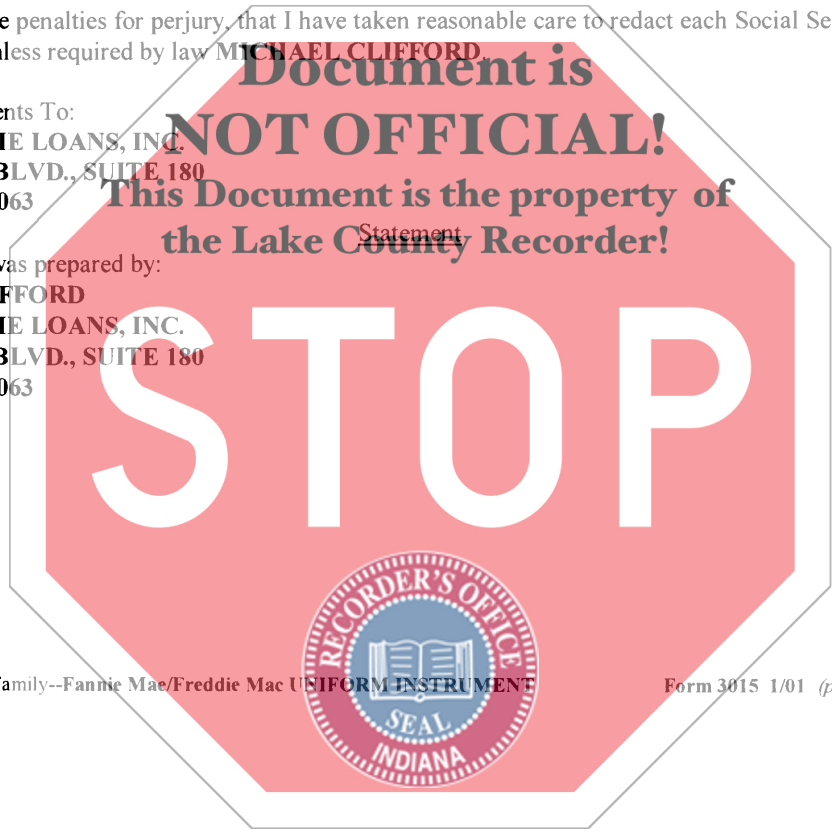 e penalties for perjury, that I have taken reasonable care to redact each Social Se
less required by law MICHAEL CLIFFORD.
Document is
nts To:
NOT OFFICIAL!
IE LOANS, INC.
BLVD., SUITE 180
This Document is the property of
063
Statement
the Lake County Recorder!
was prepared by:
FFORD
IE LOANS, INC.
BLVD., SUITE 180
063
STOP
RECORDER'S OFFICE
SEAL
INDIANA
amily--Fannie Mae/Freddie Mac UNIFORM INSTRUMENT
Form 3015 1/01 (p